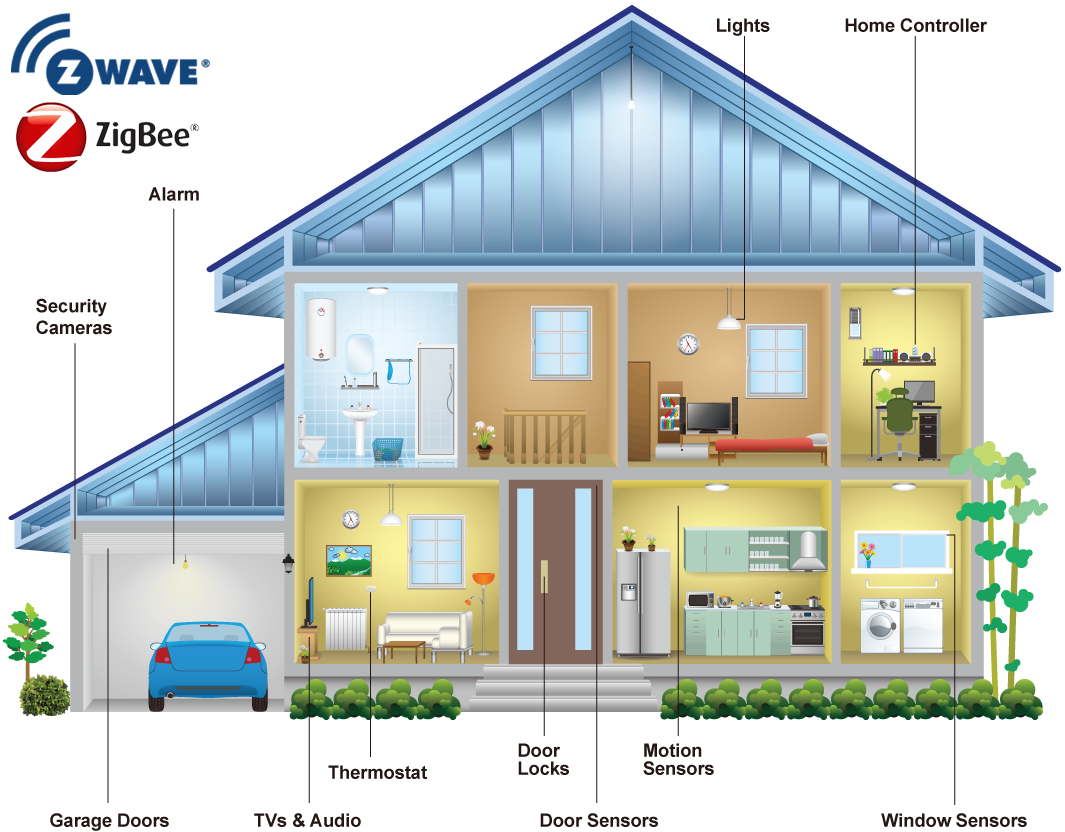 Z WAVE®
ZigBee®
Lights
Home Controller
Alarm
Security
Cameras
Thermostat
Door
Locks
Motion
Sensors
Garage Doors
TVs & Audio
Door Sensors
Window Sensors